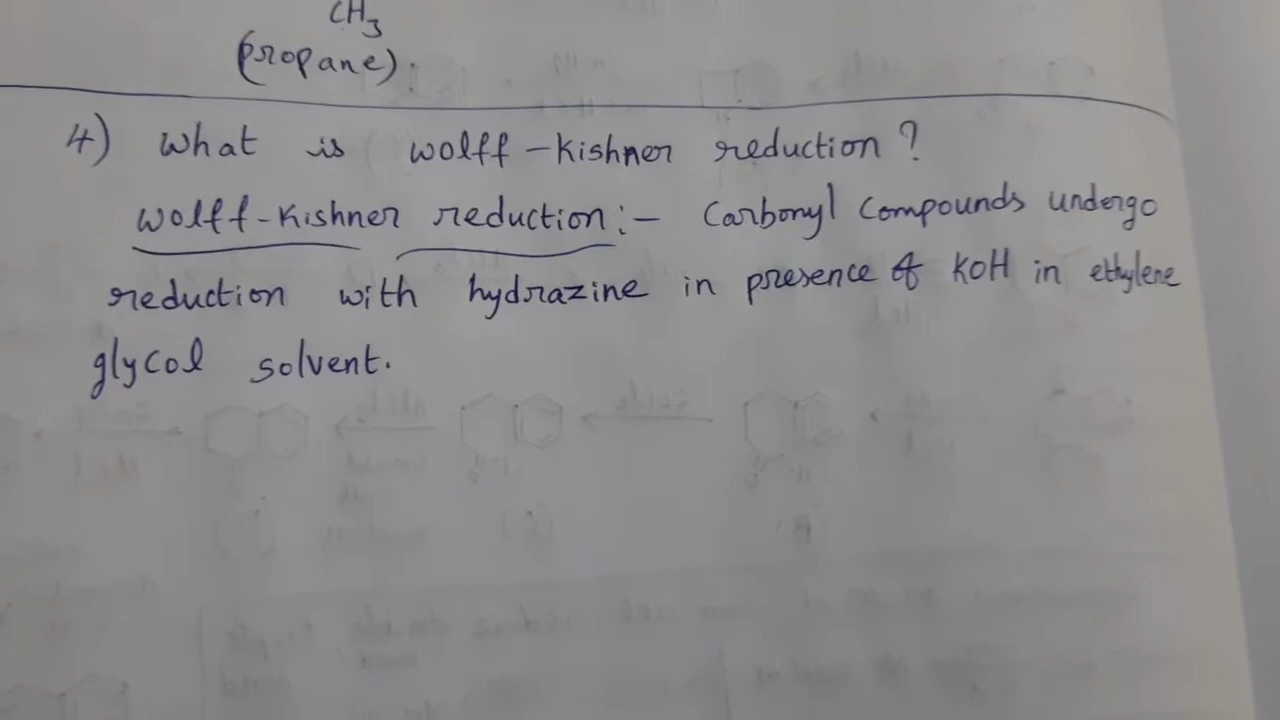 CH3
(propane).
4) What is wolff-Kishner reduction?
Wolff-Kishner reduction:- Carbonyl Compounds undergo
reduction with hydrazine in presence of KOH in ethylene
glycol solvent.